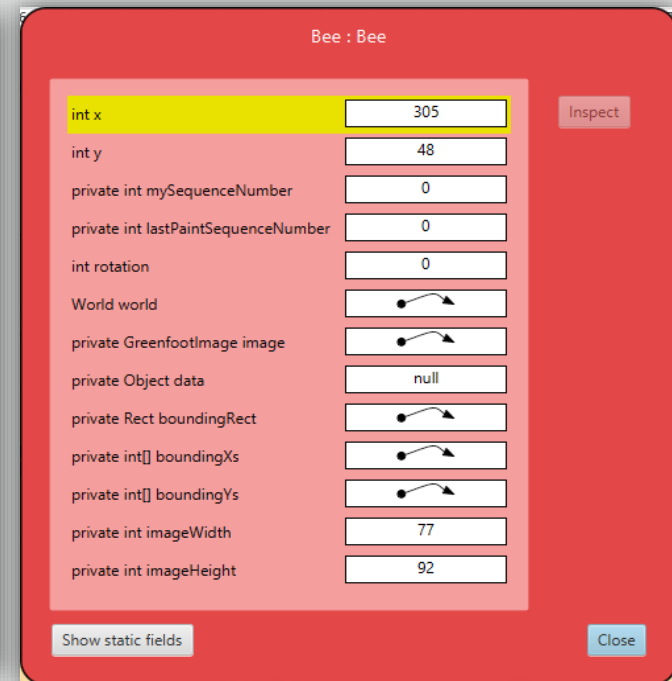 Bee : Bee
int x 305 Inspect
int y 48
private int mySequenceNumber 0
private int lastPaintSequenceNumber 0
int rotation 0
World world
private GreenfootImage image
private Object data null
private Rect boundingRect
private int[] boundingXs
private int[] boundingYs
private int imageWidth 77
private int imageHeight 92
Show static fields Close